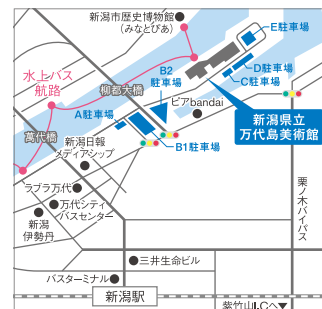 新潟市歴史博物館
(みなとぴあ)
E駐車場
水上バス
航路
柳都大橋
B2
駐車場
D駐車場
C駐車場
A駐車場
ピアbandai
萬代橋
新潟県立
万代島美術館
新潟日報
メディアシップ
B1駐車場
ラブラ万代
万代シティ
バスセンター
新潟
伊勢丹
栗ノ木バイパス
三井生命ビル
バスターミナル
新潟駅
紫竹山I.Cへ▼